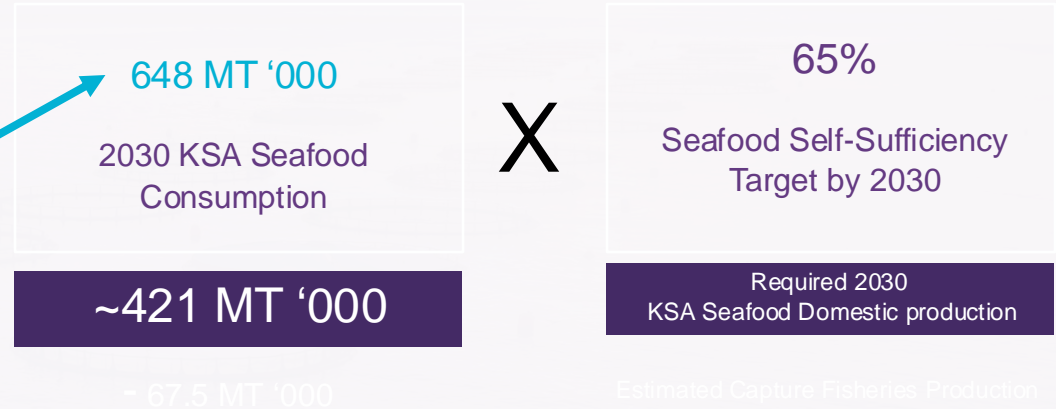 648 MT ‘000
2030 KSA Seafood
Consumption
X
65%
Seafood Self-Sufficiency
Target by 2030
~421 MT ‘000
Required 2030
KSA Seafood Domestic production
- 67.5 MT ‘000
Estimated Capture Fisheries Production